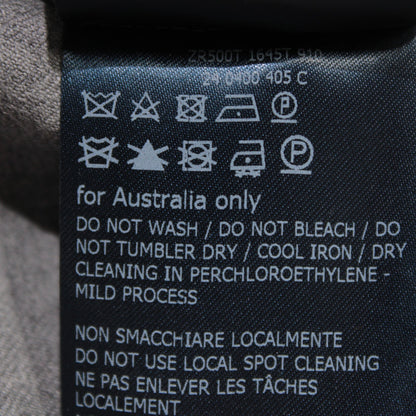 ZR500T 1645T 910
24 0400 405 C
P
P
for Australia only
DO NOT WASH / DO NOT BLEACH / DO
NOT TUMBLER DRY / COOL IRON / DRY
CLEANING IN PERCHLOROETHYLENE -
MILD PROCESS
NON SMACCHIARE LOCALMENTE
DO NOT USE LOCAL SPOT CLEANING
NE PAS ENLEVER LES TÂCHES
LOCALEMENT